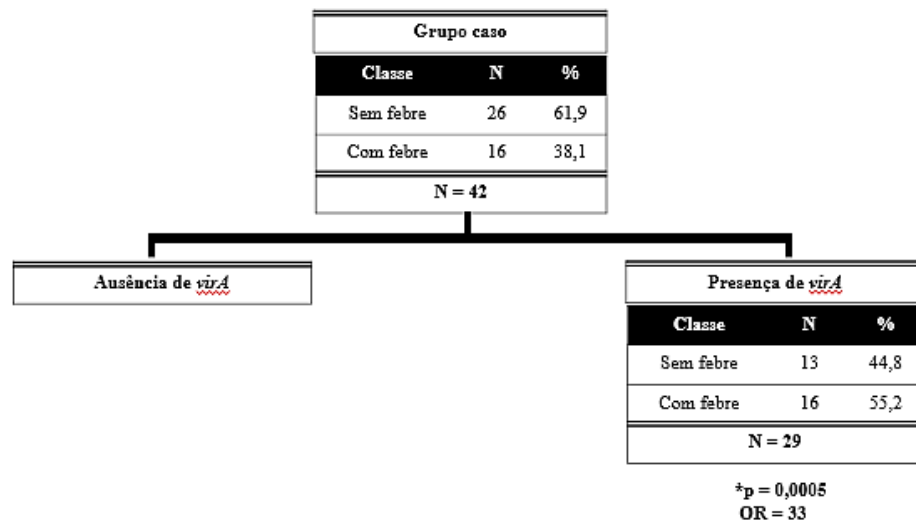 Grupo caso
Classe N %
Sem febre 26 61,9
Com febre 16 38,1
N = 42
Ausência de virA
Presença de virA
Classe N %
Sem febre 13 44,8
Com febre 16 55,2
N = 29
*p = 0,0005
OR = 33